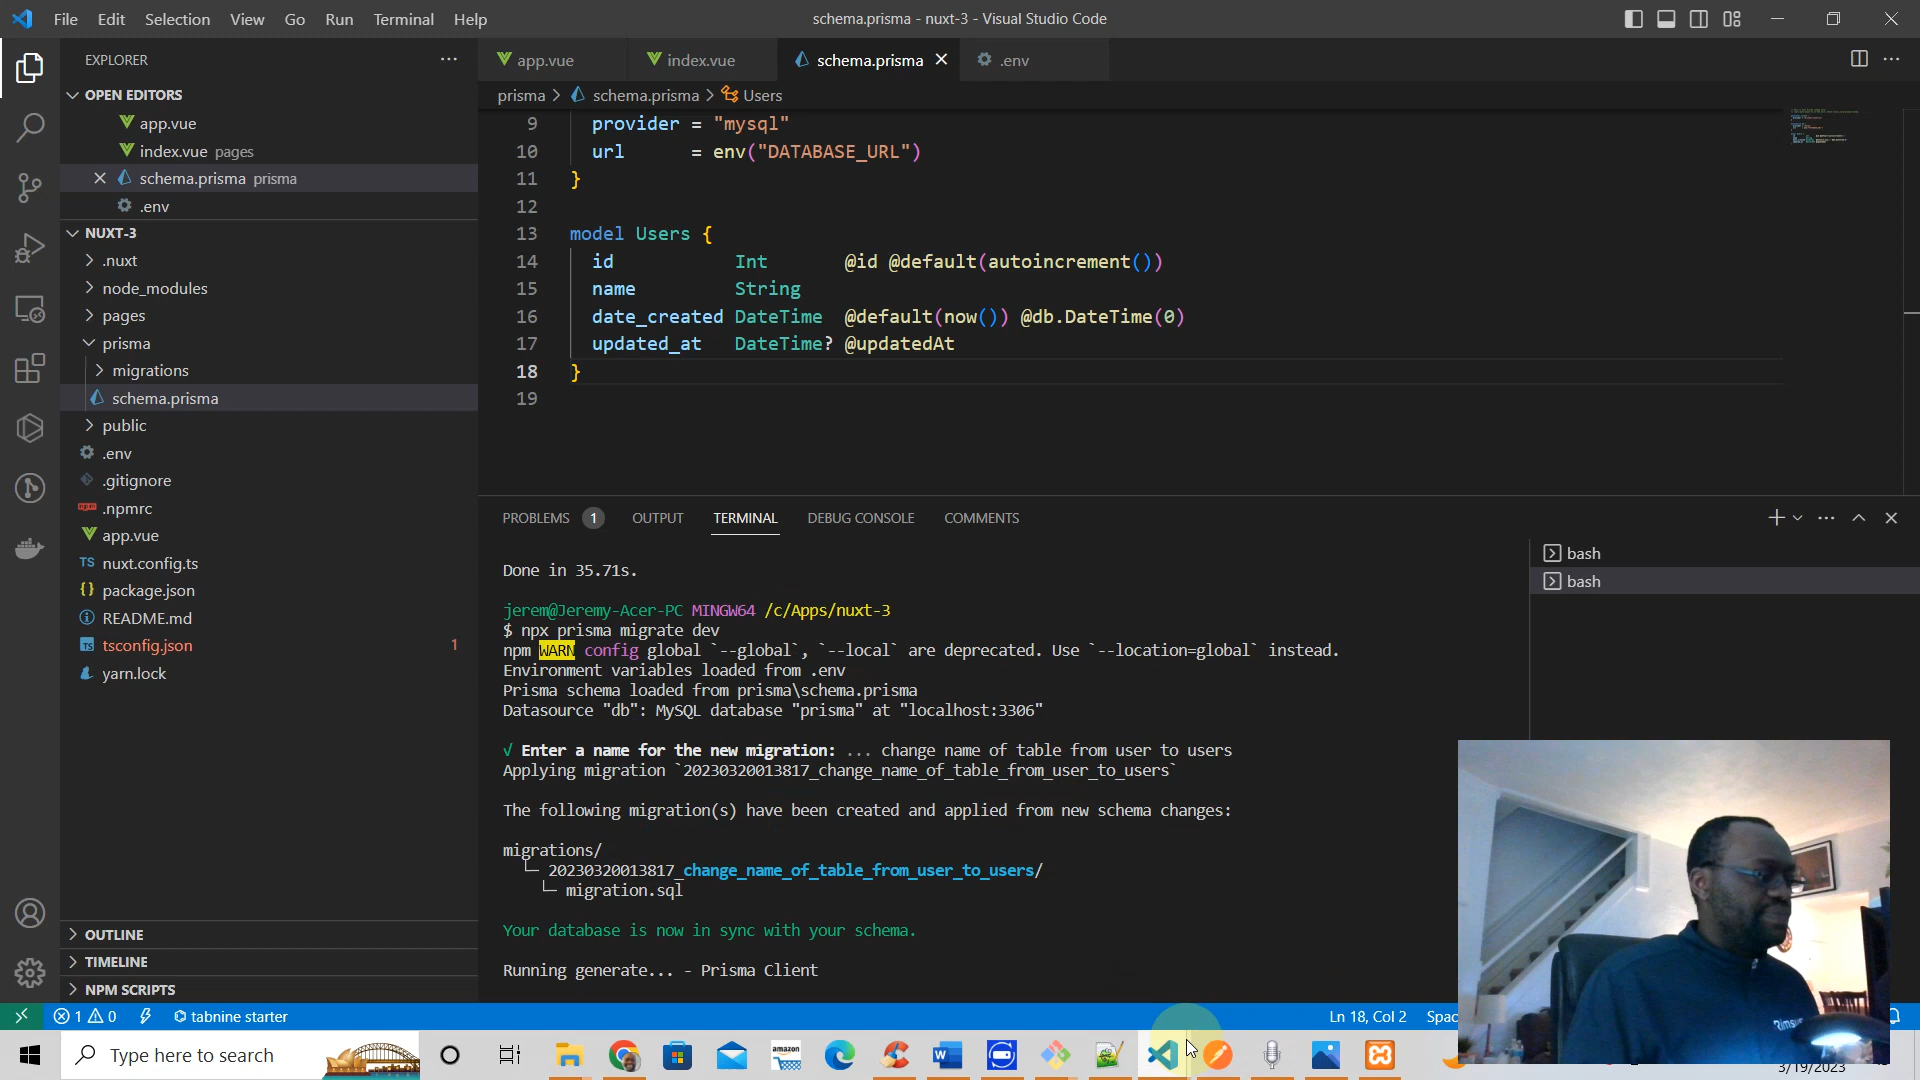 File Edit Selection View Go Run Terminal Help
schema.prisma - nuxt-3 - Visual Studio Code
EXPLORER
OPEN EDITORS
app.vue
index.vue pages
schema.prisma prisma
.env
NUXT-3
.nuxt
node_modules
pages
prisma
migrations
schema.prisma
public
.env
.gitignore
.npmrc
app.vue
TS nuxt.config.ts
{} package.json
README.md
tsconfig.json 1
yarn.lock
OUTLINE
TIMELINE
NPM SCRIPTS
app.vue
index.vue
schema.prisma
.env
prisma > schema.prisma > Users
9 provider = "mysql"
10 url = env("DATABASE_URL")
11 }
12
13 model Users {
14 id Int @id @default(autoincrement())
15 name String
16 date_created DateTime @default(now()) @db.DateTime(0)
17 updated_at DateTime? @updatedAt
18 }
19
PROBLEMS 1 OUTPUT TERMINAL DEBUG CONSOLE COMMENTS
Done in 35.71s.
jerem@Jeremy-Acer-PC MINGW64 /c/Apps/nuxt-3
$ npx prisma migrate dev
npm WARN config global `--global`, `--local` are deprecated. Use `--location=global` instead.
Environment variables loaded from .env
Prisma schema loaded from prisma\schema.prisma
Datasource "db": MySQL database "prisma" at "localhost:3306"
√ Enter a name for the new migration: ... change name of table from user to users
Applying migration `20230320013817_change_name_of_table_from_user_to_users`
The following migration(s) have been created and applied from new schema changes:
migrations/
└─ 20230320013817_change_name_of_table_from_user_to_users/
└─ migration.sql
Your database is now in sync with your schema.
Running generate... - Prisma Client
bash
bash
1 0 tabnine starter
Ln 18, Col 2 Spac
Type here to search
amazon
3/19/2023